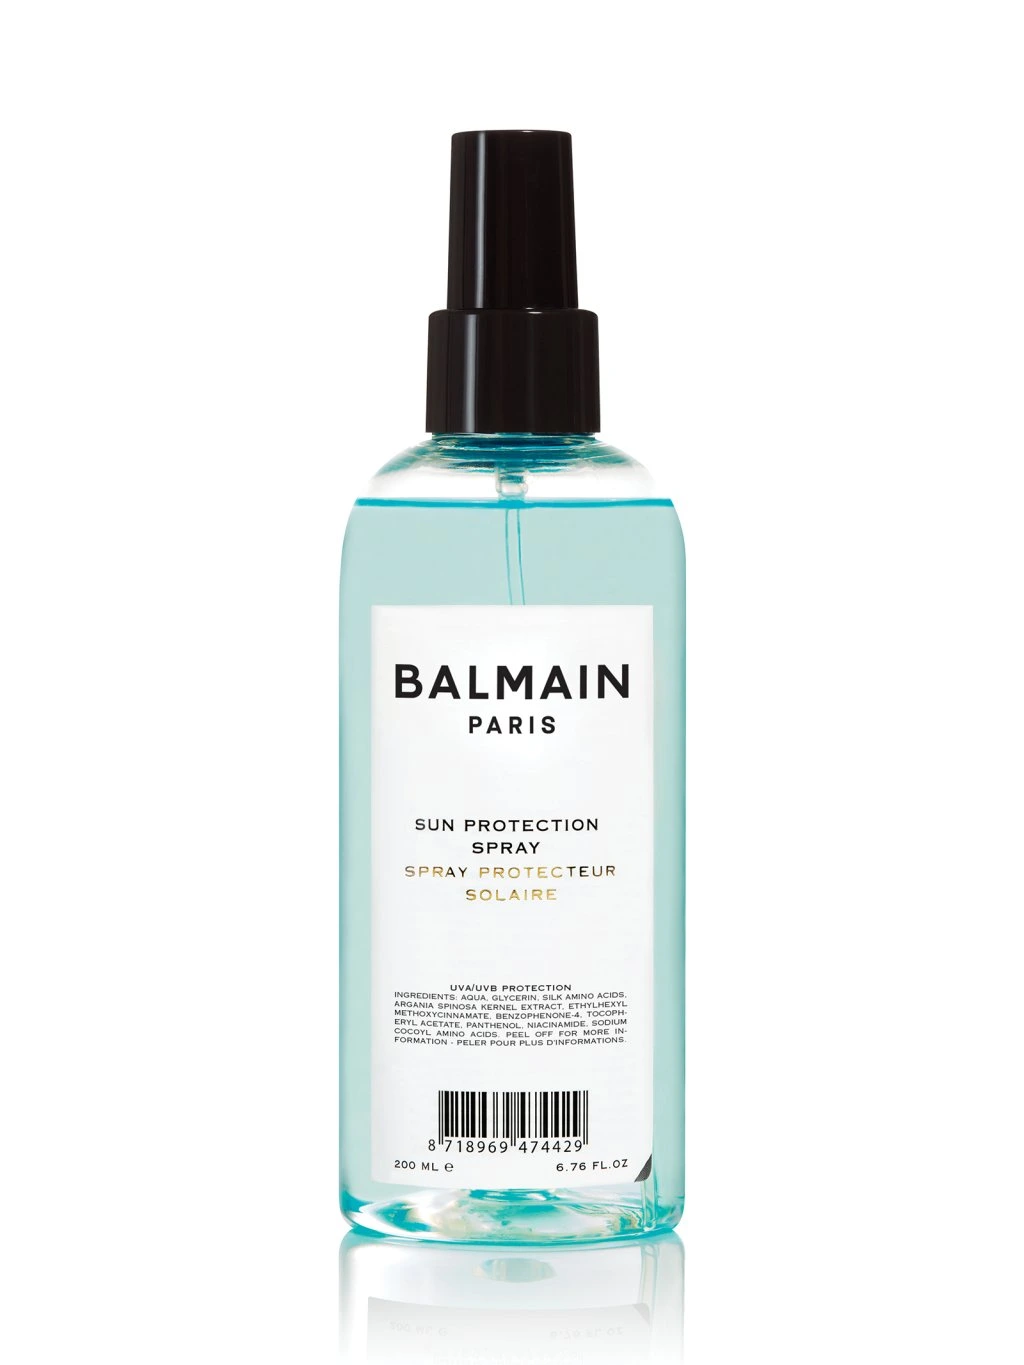 BALMAIN
PARIS
SUN PROTECTION
SPRAY
SPRAY PROTECTEUR
SOLAIRE
UVA/UVB PROTECTION
INGREDIENTS: AQUA, GLYCERIN, SILK AMINO ACIDS,
ARGANIA SPINOSA KERNEL EXTRACT, ETHYLHEXYL
METHOXYCINNAMATE, BENZOPHENONE-4, TOCOPH-
ERYL ACETATE, PANTHENOL, NIACINAMIDE, SODIUM
COCOYL AMINO ACIDS. PEEL OFF FOR MORE IN-
FORMATION - PELER POUR PLUS D'INFORMATIONS.
8 718969 474429
200 ML ℮ 6.76 FL.OZ